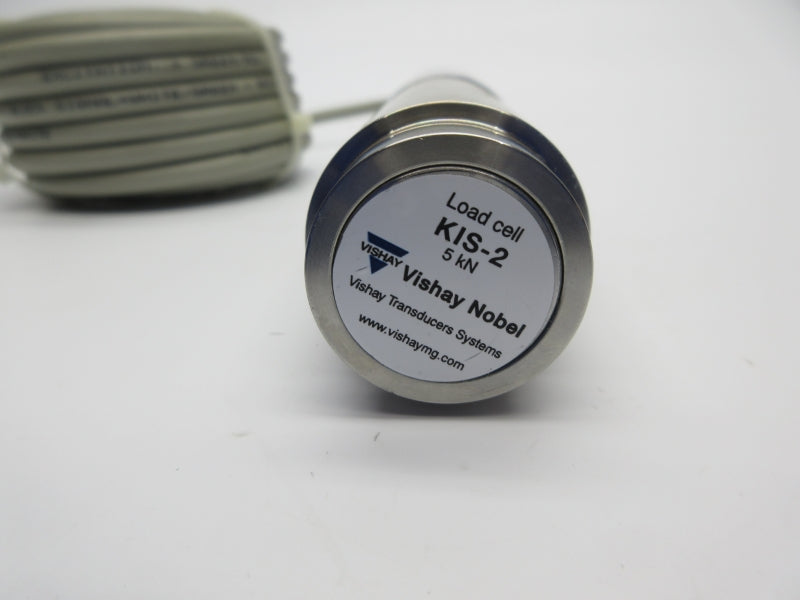 Load cell
KIS-2
5 kN
VISHAY
Vishay Nobel
Vishay Transducers Systems
www.vishaymg.com